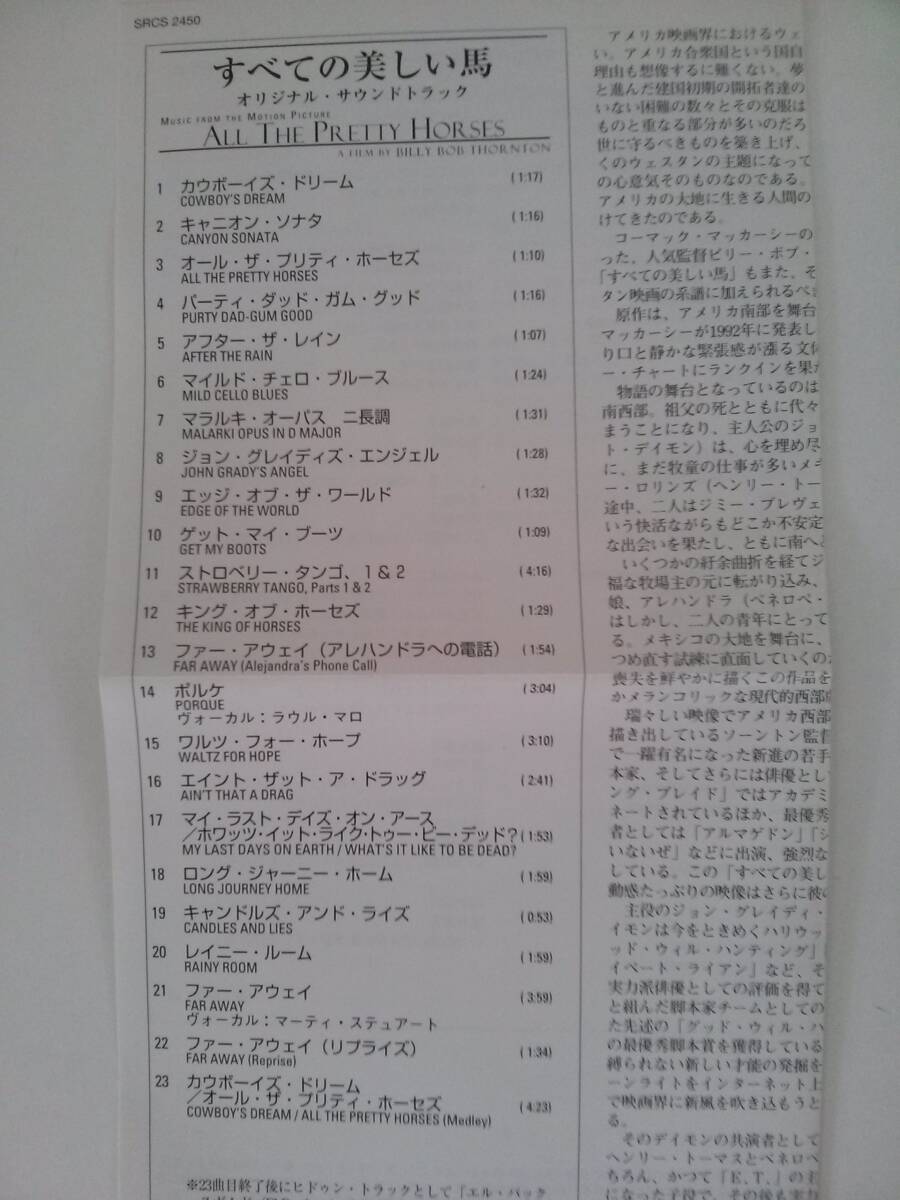 SRCS 2450
すべての美しい馬
オリジナル・サウンドトラック
MUSIC FROM THE MOTION PICTURE
ALL THE PRETTY HORSES
A FILM BY BILLY BOB THORNTON
1 カウボーイズ・ドリーム (1:17)
COWBOY'S DREAM
2 キャニオン・ソナタ (1:16)
CANYON SONATA
3 オール・ザ・プリティ・ホーセズ (1:10)
ALL THE PRETTY HORSES
4 パーティ・ダッド・ガム・グッド (1:16)
PURTY DAD-GUM GOOD
5 アフター・ザ・レイン (1:07)
AFTER THE RAIN
6 マイルド・チェロ・ブルース (1:24)
MILD CELLO BLUES
7 マラルキ・オーパス ニ長調 (1:31)
MALARKI OPUS IN D MAJOR
8 ジョン・グレイディズ・エンジェル (1:28)
JOHN GRADY'S ANGEL
9 エッジ・オブ・ザ・ワールド (1:32)
EDGE OF THE WORLD
10 ゲット・マイ・ブーツ (1:09)
GET MY BOOTS
11 ストロベリー・タンゴ、1&2 (4:16)
STRAWBERRY TANGO, Parts 1 & 2
12 キング・オブ・ホーセズ (1:29)
THE KING OF HORSES
13 ファー・アウェイ（アレハンドラへの電話） (1:54)
FAR AWAY (Alejandra's Phone Call)
14 ポルケ (3:04)
PORQUE
ヴォーカル：ラウル・マロ
15 ワルツ・フォー・ホープ (3:10)
WALTZ FOR HOPE
16 エイント・ザット・ア・ドラッグ (2:41)
AIN'T THAT A DRAG
17 マイ・ラスト・デイズ・オン・アース
／ホワッツ・イット・ライク・トゥー・ビー・デッド？ (1:53)
MY LAST DAYS ON EARTH / WHAT'S IT LIKE TO BE DEAD?
18 ロング・ジャーニー・ホーム (1:59)
LONG JOURNEY HOME
19 キャンドルズ・アンド・ライズ (0:53)
CANDLES AND LIES
20 レイニー・ルーム (1:59)
RAINY ROOM
21 ファー・アウェイ (3:59)
FAR AWAY
ヴォーカル：マーティ・ステュアート
22 ファー・アウェイ（リプライズ） (1:34)
FAR AWAY (Reprise)
23 カウボーイズ・ドリーム
／オール・ザ・プリティ・ホーセズ (4:23)
COWBOY'S DREAM / ALL THE PRETTY HORSES (Medley)
※23曲目終了後にヒドゥン・トラックとして「エル・バック
アメリカ映画界におけるウェ
い。アメリカ合衆国という国自
理由も想像するに難くない。夢
と進んだ建国初期の開拓者達の
いない困難の数々とその克服は
ものと重なる部分が多いのだろ
世に守るべきものを築き上げ、
くのウェスタンの主題になって
の心意気そのものなのである。
アメリカの大地に生きる人間の
けてきたのである。
コーマック・マッカーシーの
った、人気監督ビリー・ボブ・
「すべての美しい馬」もまた、そ
タン映画の系譜に加えられるべ
原作は、アメリカ南部を舞台
マッカーシーが1992年に発表し
り口と静かな緊張感が漲る文
ー・チャートにランクインを果
物語の舞台となっているのは
南西部。祖父の死とともに代々
まうことになり、主人公のジョ
ト・デイモン）は、心を埋め尽
に、まだ牧童の仕事が多いメ
ー・ロリンズ（ヘンリー・トー
途中、二人はジミー・ブレヴェ
いう快活ながらもどこか不安定
な出会いを果たし、ともに南へ
いくつかの紆余曲折を経てジ
福な牧場主の元に転がり込み、
娘、アレハンドラ（ペネロペ・
はしかし、二人の青年にとって
る。メキシコの大地を舞台に、
つめ直す試練に直面していくの
喪失を鮮やかに描くこの作品を
かメランコリックな現代的西部
瑞々しい映像でアメリカ西部
描き出しているソーントン監督
で一躍有名になった新進の若手
本家、そしてさらには俳優とし
ング・ブレイド」ではアカデミ
ネートされているほか、最優秀
者としては「アルマゲドン」「シ
いないぜ」などに出演、強烈な
している。この「すべての美し
動感たっぷりの映像はさらに彼
主役のジョン・グレイディ・
イモンは今をときめくハリウッ
ッド・ウィル・ハンティング」
イベート・ライアン」など、そ
実力派俳優としての評価を得て
と組んだ脚本家チームとしての
た先述の「グッド・ウィル・ハ
の最優秀脚本賞を獲得している
縛られない新しい才能の発掘を
ーンライトをインターネット上
で映画界に新風を吹き込もうと
る。
そのデイモンの共演者として
ヘンリー・トーマスとペネロペ
ちろん、かつて「E.T.」の主